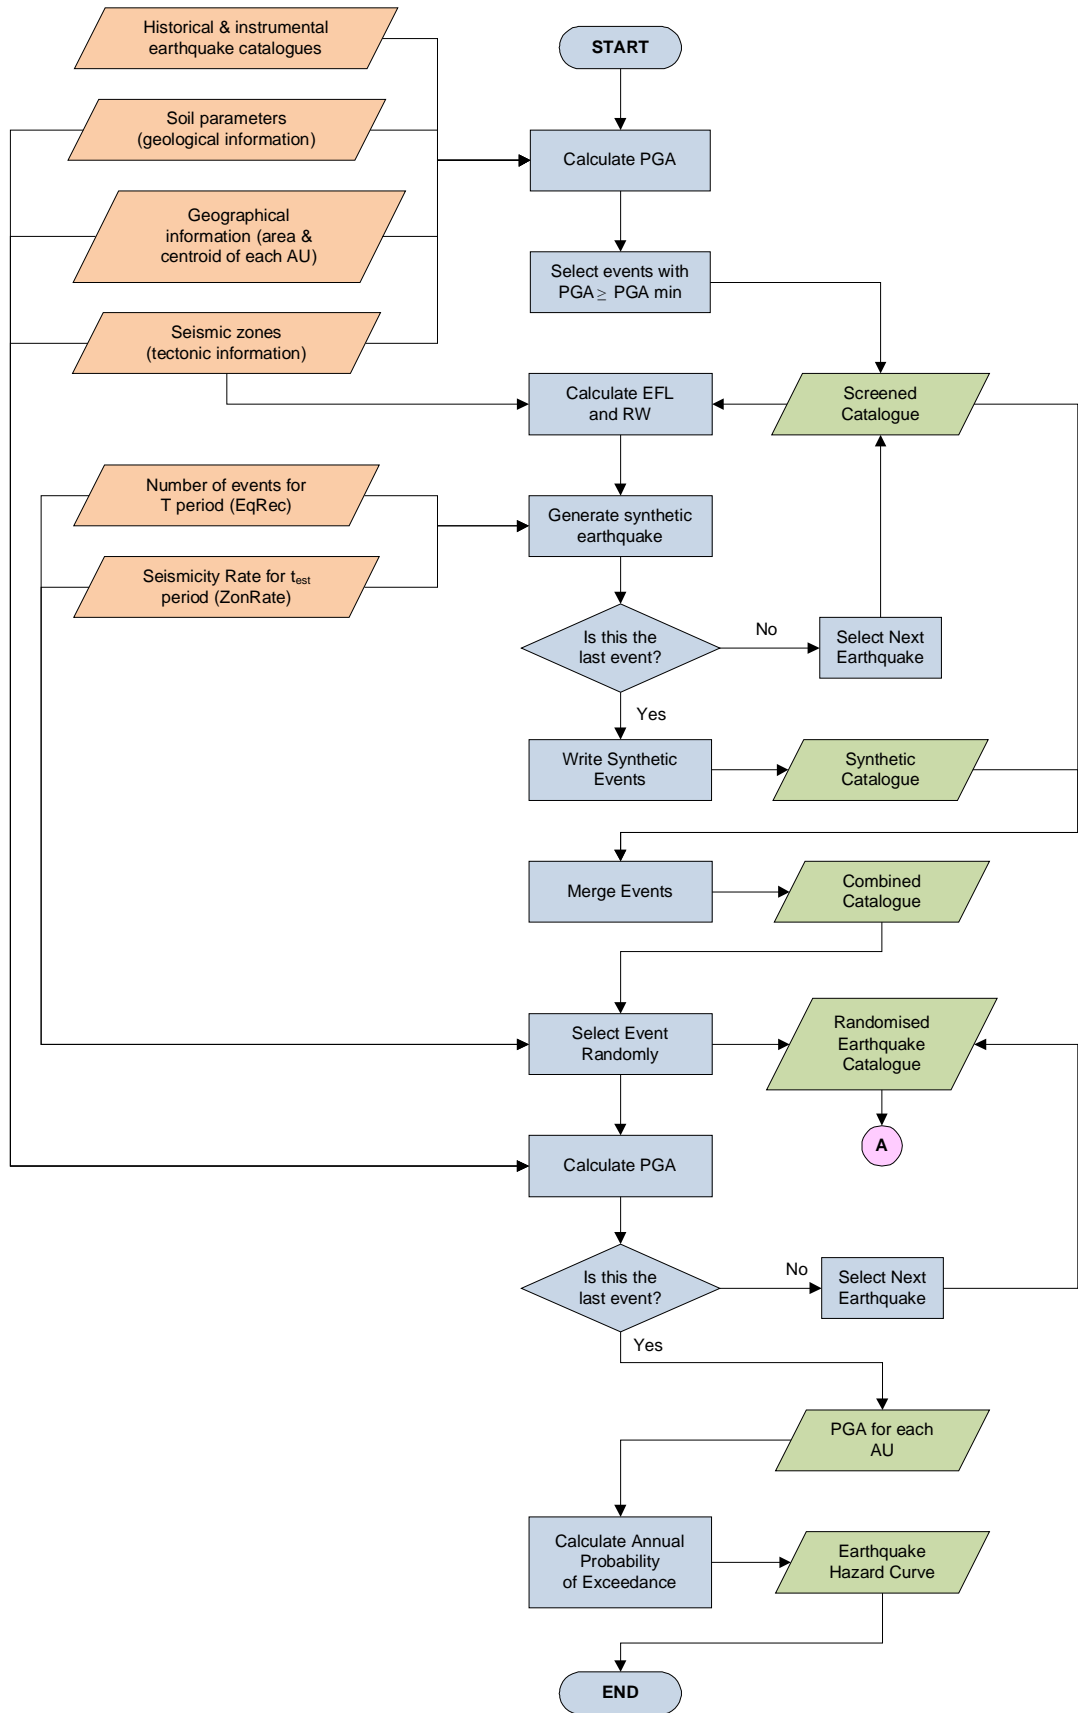 Historical & instrumental
earthquake catalogues
START
Soil parameters
(geological information)
Calculate PGA
Geographical
information (area &
centroid of each AU)
Select events with
PGA ≥ PGA min
Seismic zones
(tectonic information)
Calculate EFL
and RW
Screened
Catalogue
Number of events for
T period (EqRec)
Generate synthetic
earthquake
Seismicity Rate for test
period (ZonRate)
Is this the
last event?
No
Select Next
Earthquake
Yes
Write Synthetic
Events
Synthetic
Catalogue
Merge Events
Combined
Catalogue
Select Event
Randomly
Randomised
Earthquake
Catalogue
A
Calculate PGA
Is this the
last event?
No
Select Next
Earthquake
Yes
PGA for each
AU
Calculate Annual
Probability
of Exceedance
Earthquake
Hazard Curve
END